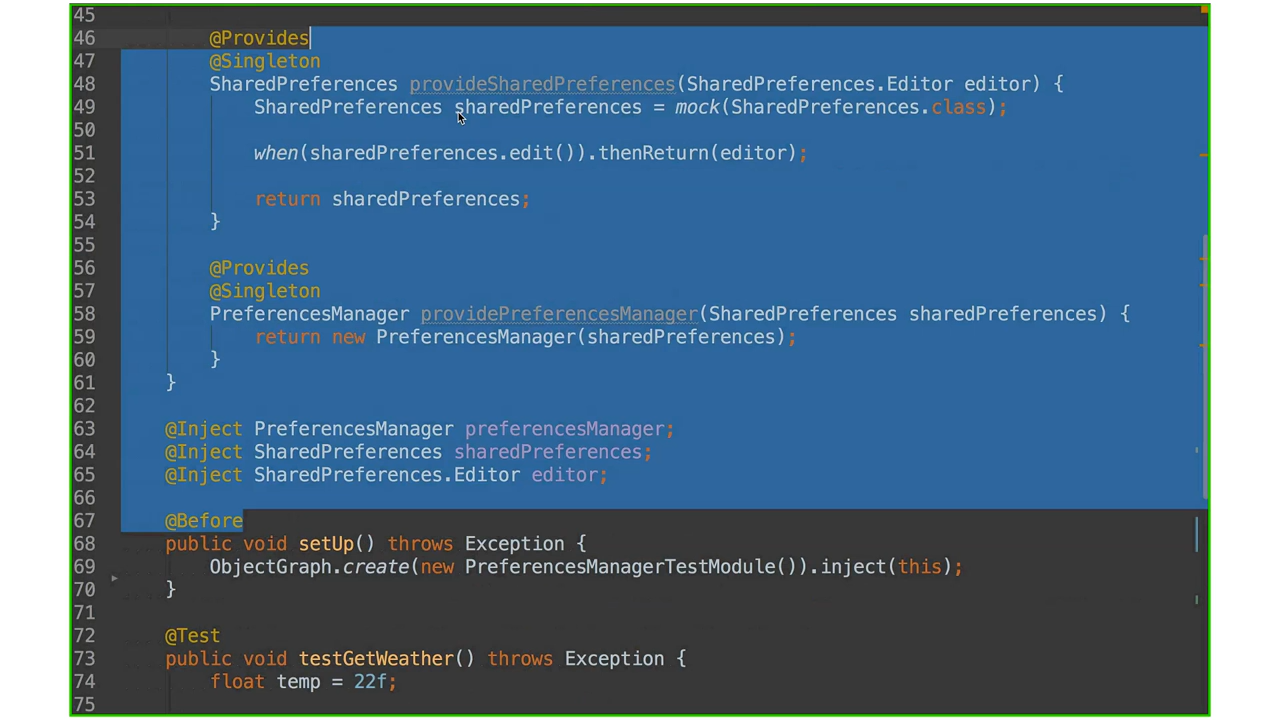 45
46 @Provides
47 @Singleton
48 SharedPreferences provideSharedPreferences(SharedPreferences.Editor editor) {
49 SharedPreferences sharedPreferences = mock(SharedPreferences.class);
50
51 when(sharedPreferences.edit()).thenReturn(editor);
52
53 return sharedPreferences;
54 }
55
56 @Provides
57 @Singleton
58 PreferencesManager providePreferencesManager(SharedPreferences sharedPreferences) {
59 return new PreferencesManager(sharedPreferences);
60 }
61 }
62
63 @Inject PreferencesManager preferencesManager;
64 @Inject SharedPreferences sharedPreferences;
65 @Inject SharedPreferences.Editor editor;
66
67 @Before
68 public void setUp() throws Exception {
69 ObjectGraph.create(new PreferencesManagerTestModule()).inject(this);
70 }
71
72 @Test
73 public void testGetWeather() throws Exception {
74 float temp = 22f;
75